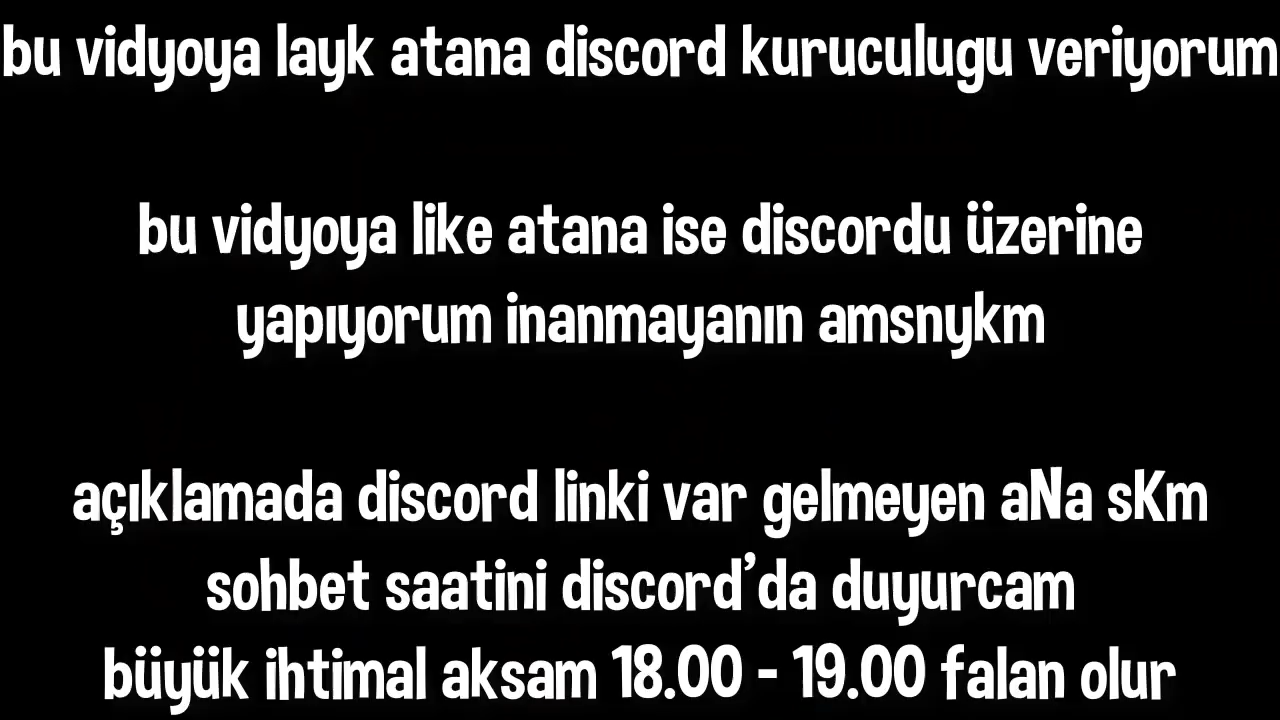 bu vidyoya layk atana discord kuruculugu veriyorum
bu vidyoya like atana ise discordu üzerine
yapıyorum inanmayanın amsnykm
açıklamada discord linki var gelmeyen aNa sKm
sohbet saatini discord'da duyurcam
büyük ihtimal aksam 18.00 - 19.00 falan olur